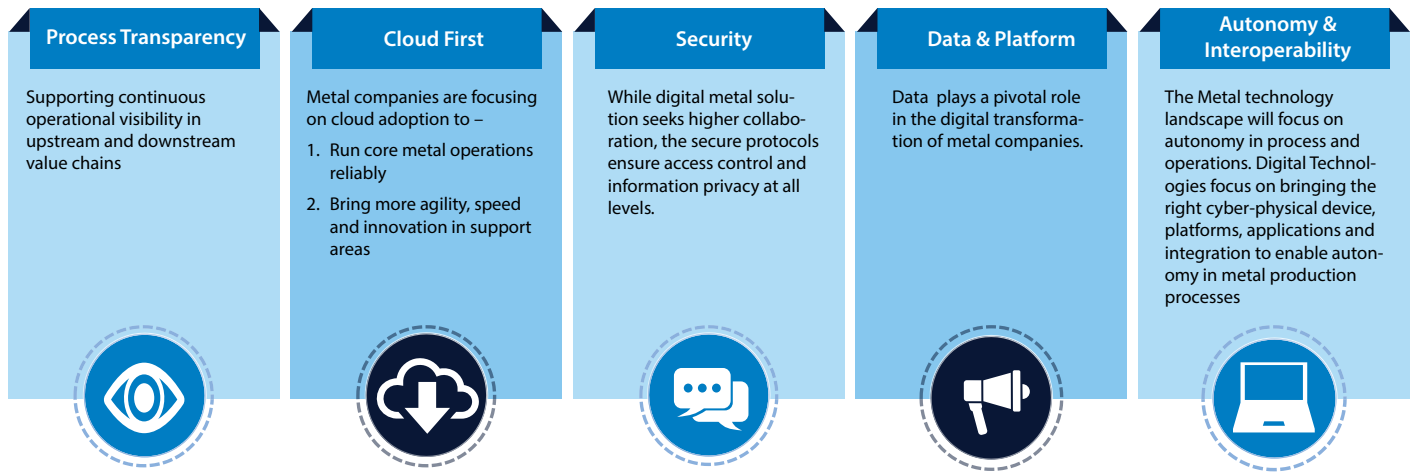 Process Transparency
Supporting continuous
operational visibility in
upstream and downstream
value chains
Cloud First
Metal companies are focusing
on cloud adoption to –
1. Run core metal operations
reliably
2. Bring more agility, speed
and innovation in support
areas
Security
While digital metal solu-
tion seeks higher collabo-
ration, the secure protocols
ensure access control and
information privacy at all
levels.
Data & Platform
Data plays a pivotal role
in the digital transforma-
tion of metal companies.
Autonomy &
Interoperability
The Metal technology
landscape will focus on
autonomy in process and
operations. Digital Technol-
ogies focus on bringing the
right cyber-physical device,
platforms, applications and
integration to enable auton-
omy in metal production
processes